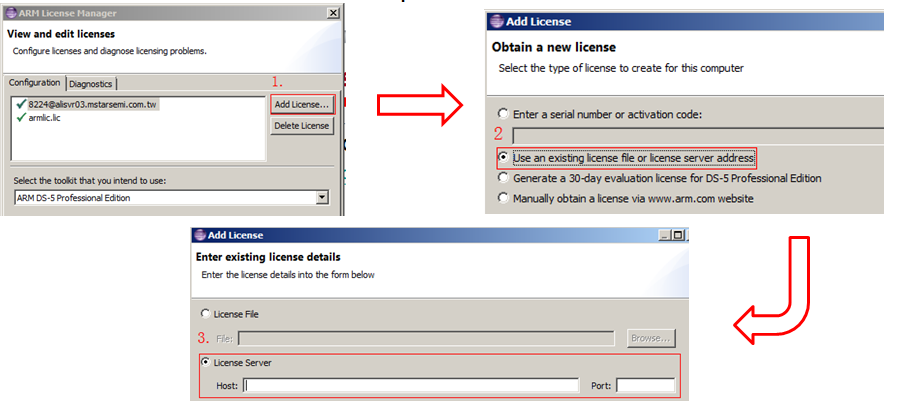 ARM License Manager
View and edit licenses
Configure licenses and diagnose licensing problems.
Configuration
Diagnostics
1.
8224@alisvr03.mstarsemi.com.tw
armlic.lic
Add License...
Delete License
Select the toolkit that you intend to use:
ARM DS-5 Professional Edition
Add License
Obtain a new license
Select the type of license to create for this computer
Enter a serial number or activation code:
2
Use an existing license file or license server address
Generate a 30-day evaluation license for DS-5 Professional Edition
Manually obtain a license via www.arm.com website
Add License
Enter existing license details
Enter the license details into the form below
License File
3. File: Browse...
License Server
Host: Port: